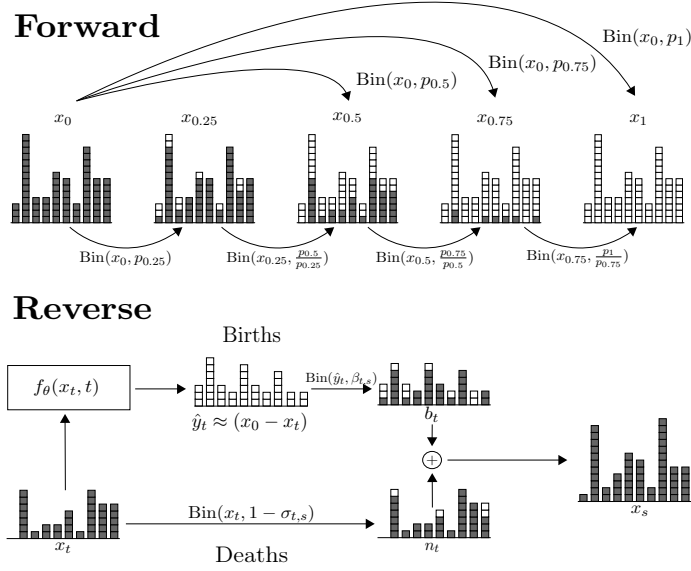 Forward
Bin(x_0, p_1)
Bin(x_0, p_{0.75})
Bin(x_0, p_{0.5})
x_0 x_{0.25} x_{0.5} x_{0.75} x_1
Bin(x_0, p_{0.25}) Bin(x_{0.25}, \frac{p_{0.5}}{p_{0.25}}) Bin(x_{0.5}, \frac{p_{0.75}}{p_{0.5}}) Bin(x_{0.75}, \frac{p_1}{p_{0.75}})
Reverse
Births
f_θ(x_t, t)
Bin(ŷ_t, β_{t,s})
ŷ_t ≈ (x_0 − x_t)
b_t
+
Bin(x_t, 1 − σ_{t,s})
x_s
x_t
n_t
Deaths